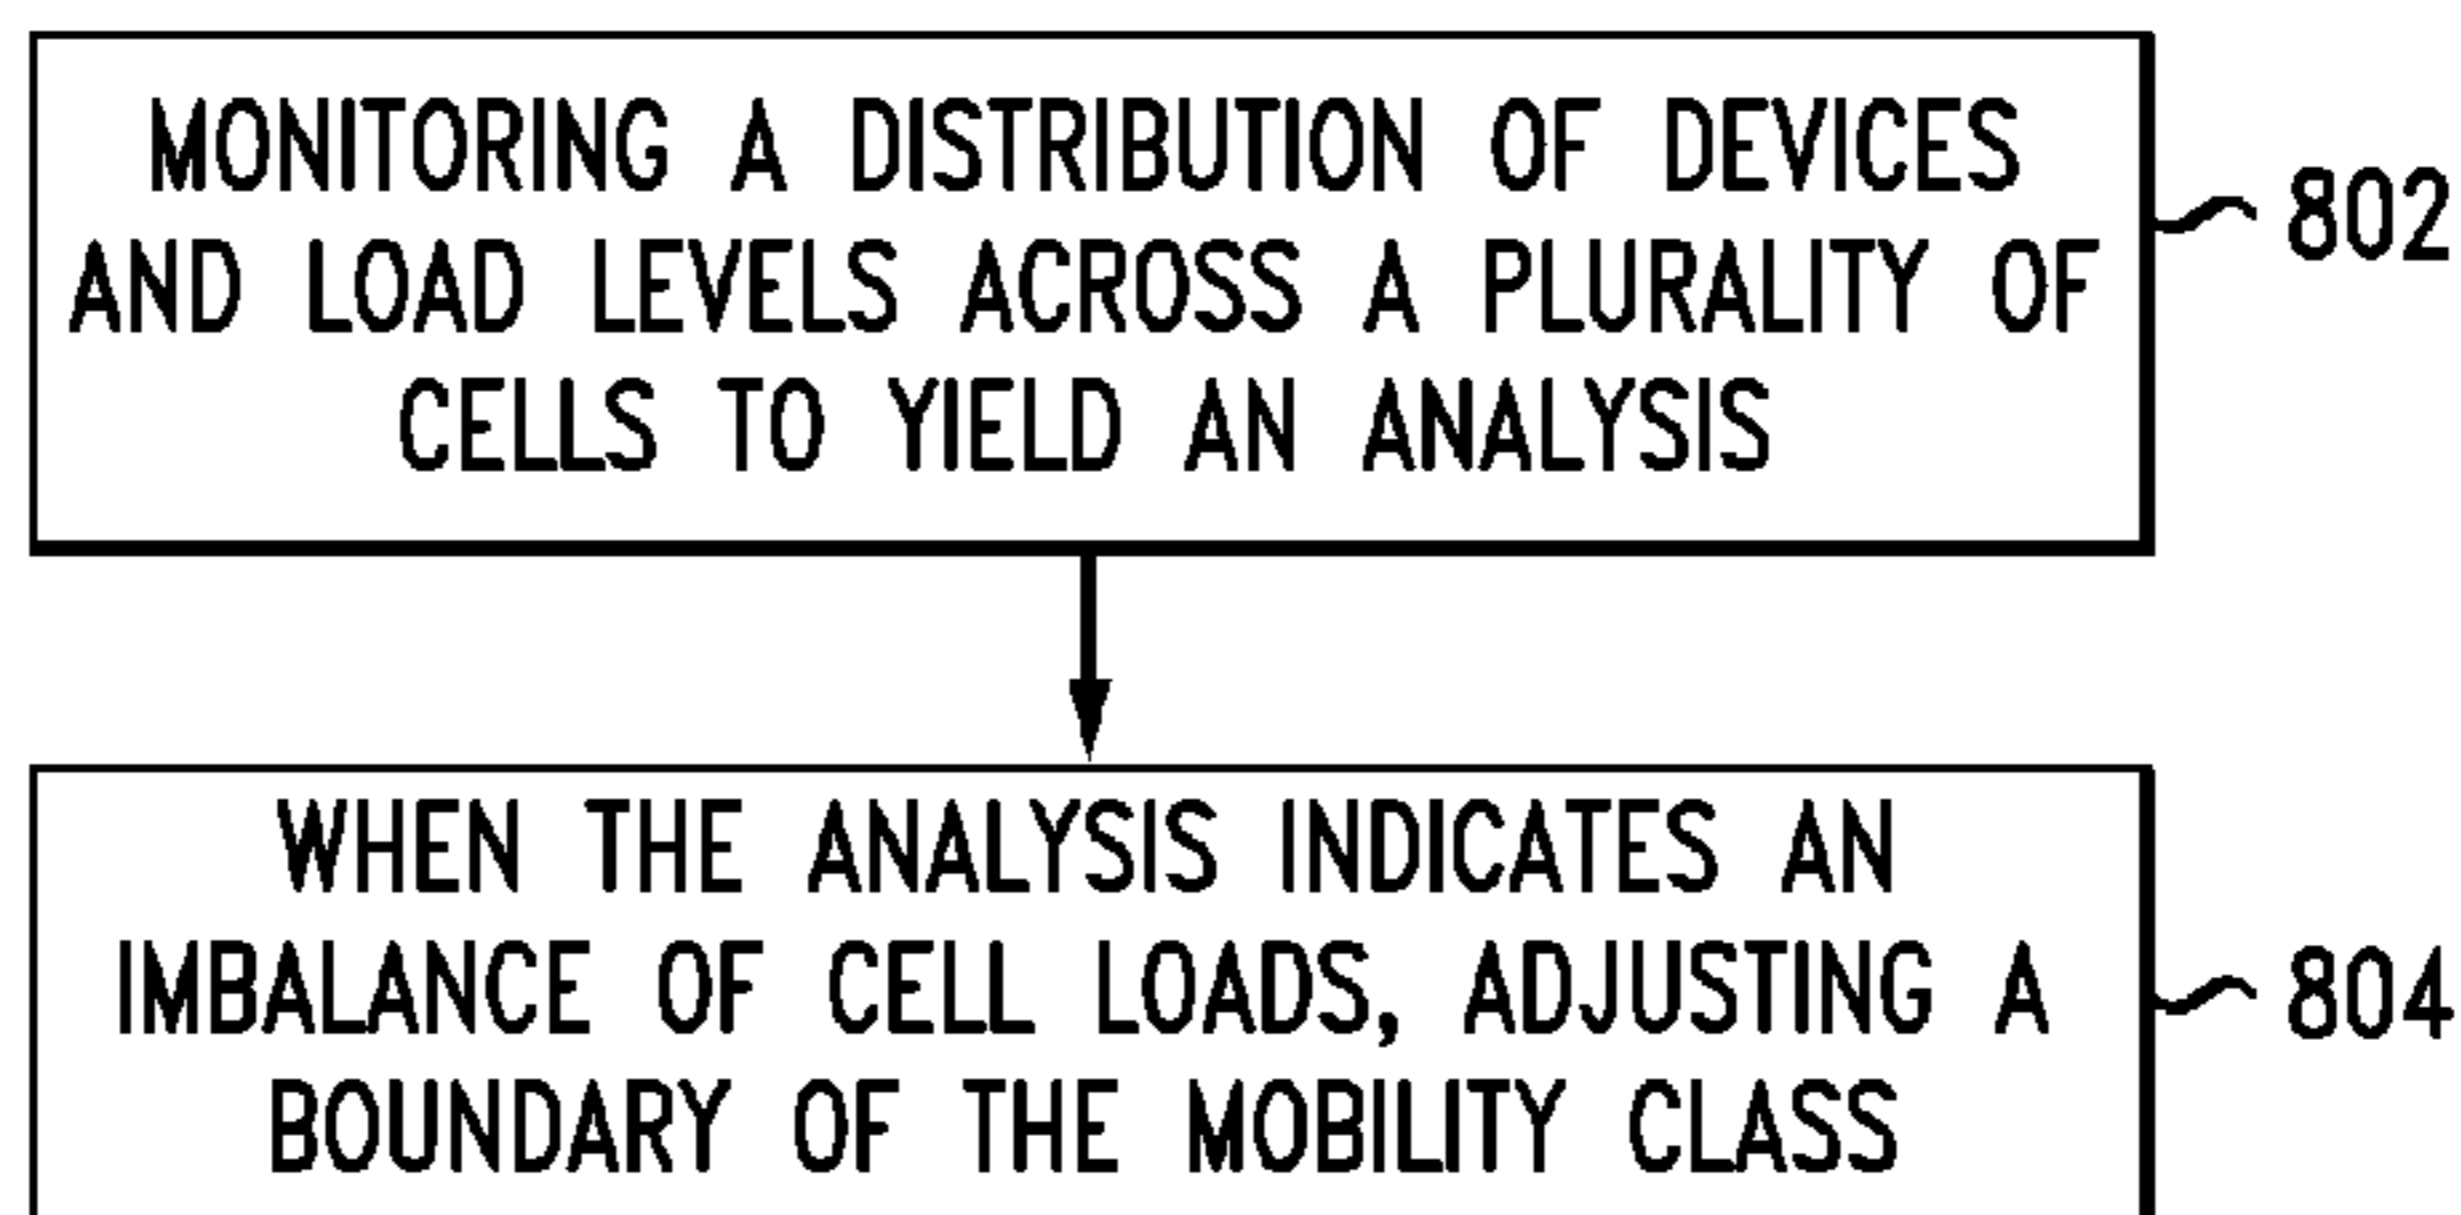 MONITORING A DISTRIBUTION OF DEVICES
AND LOAD LEVELS ACROSS A PLURALITY OF
CELLS TO YIELD AN ANALYSIS
802
WHEN THE ANALYSIS INDICATES AN
IMBALANCE OF CELL LOADS, ADJUSTING A
BOUNDARY OF THE MOBILITY CLASS
804